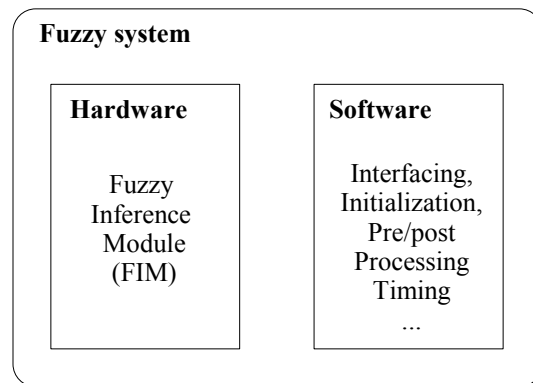 Fuzzy system
Hardware
Fuzzy
Inference
Module
(FIM)
Software
Interfacing,
Initialization,
Pre/post
Processing
Timing
...